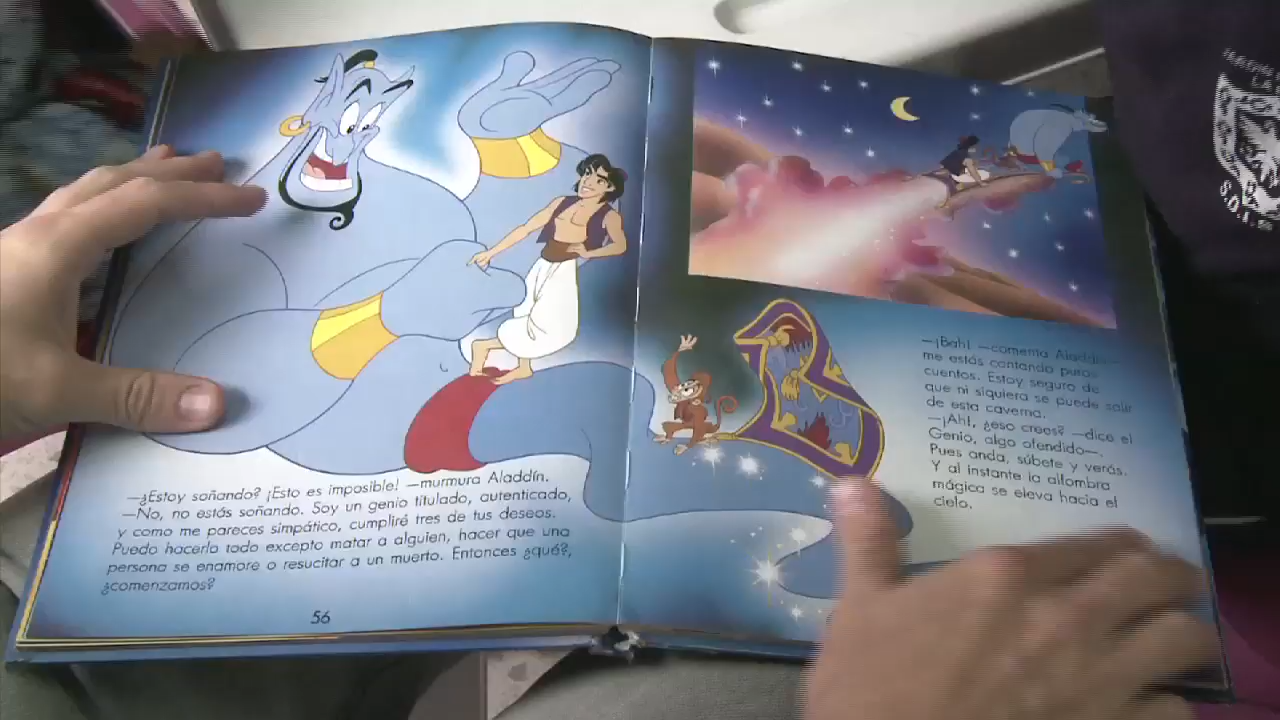 —¿Estoy soñando? ¡Esto es imposible! —murmura Aladdín.
—No, no estás soñando. Soy un genio titulado, autenticado,
y como me pareces simpático, cumpliré tres de tus deseos.
Puedo hacerlo todo excepto matar a alguien, hacer que una
persona se enamore o resucitar a un muerto. Entonces ¿qué?,
¿comenzamos?
56
—¡Bah! —comenta Aladdín—
me estás contando puros
cuentos. Estoy seguro de
que ni siquiera se puede salir
de esta caverna.
—¡Ah!, ¿eso crees? —dice el
Genio, algo ofendido—.
Pues anda, súbete y verás.
Y al instante la alfombra
mágica se eleva hacia el
cielo.